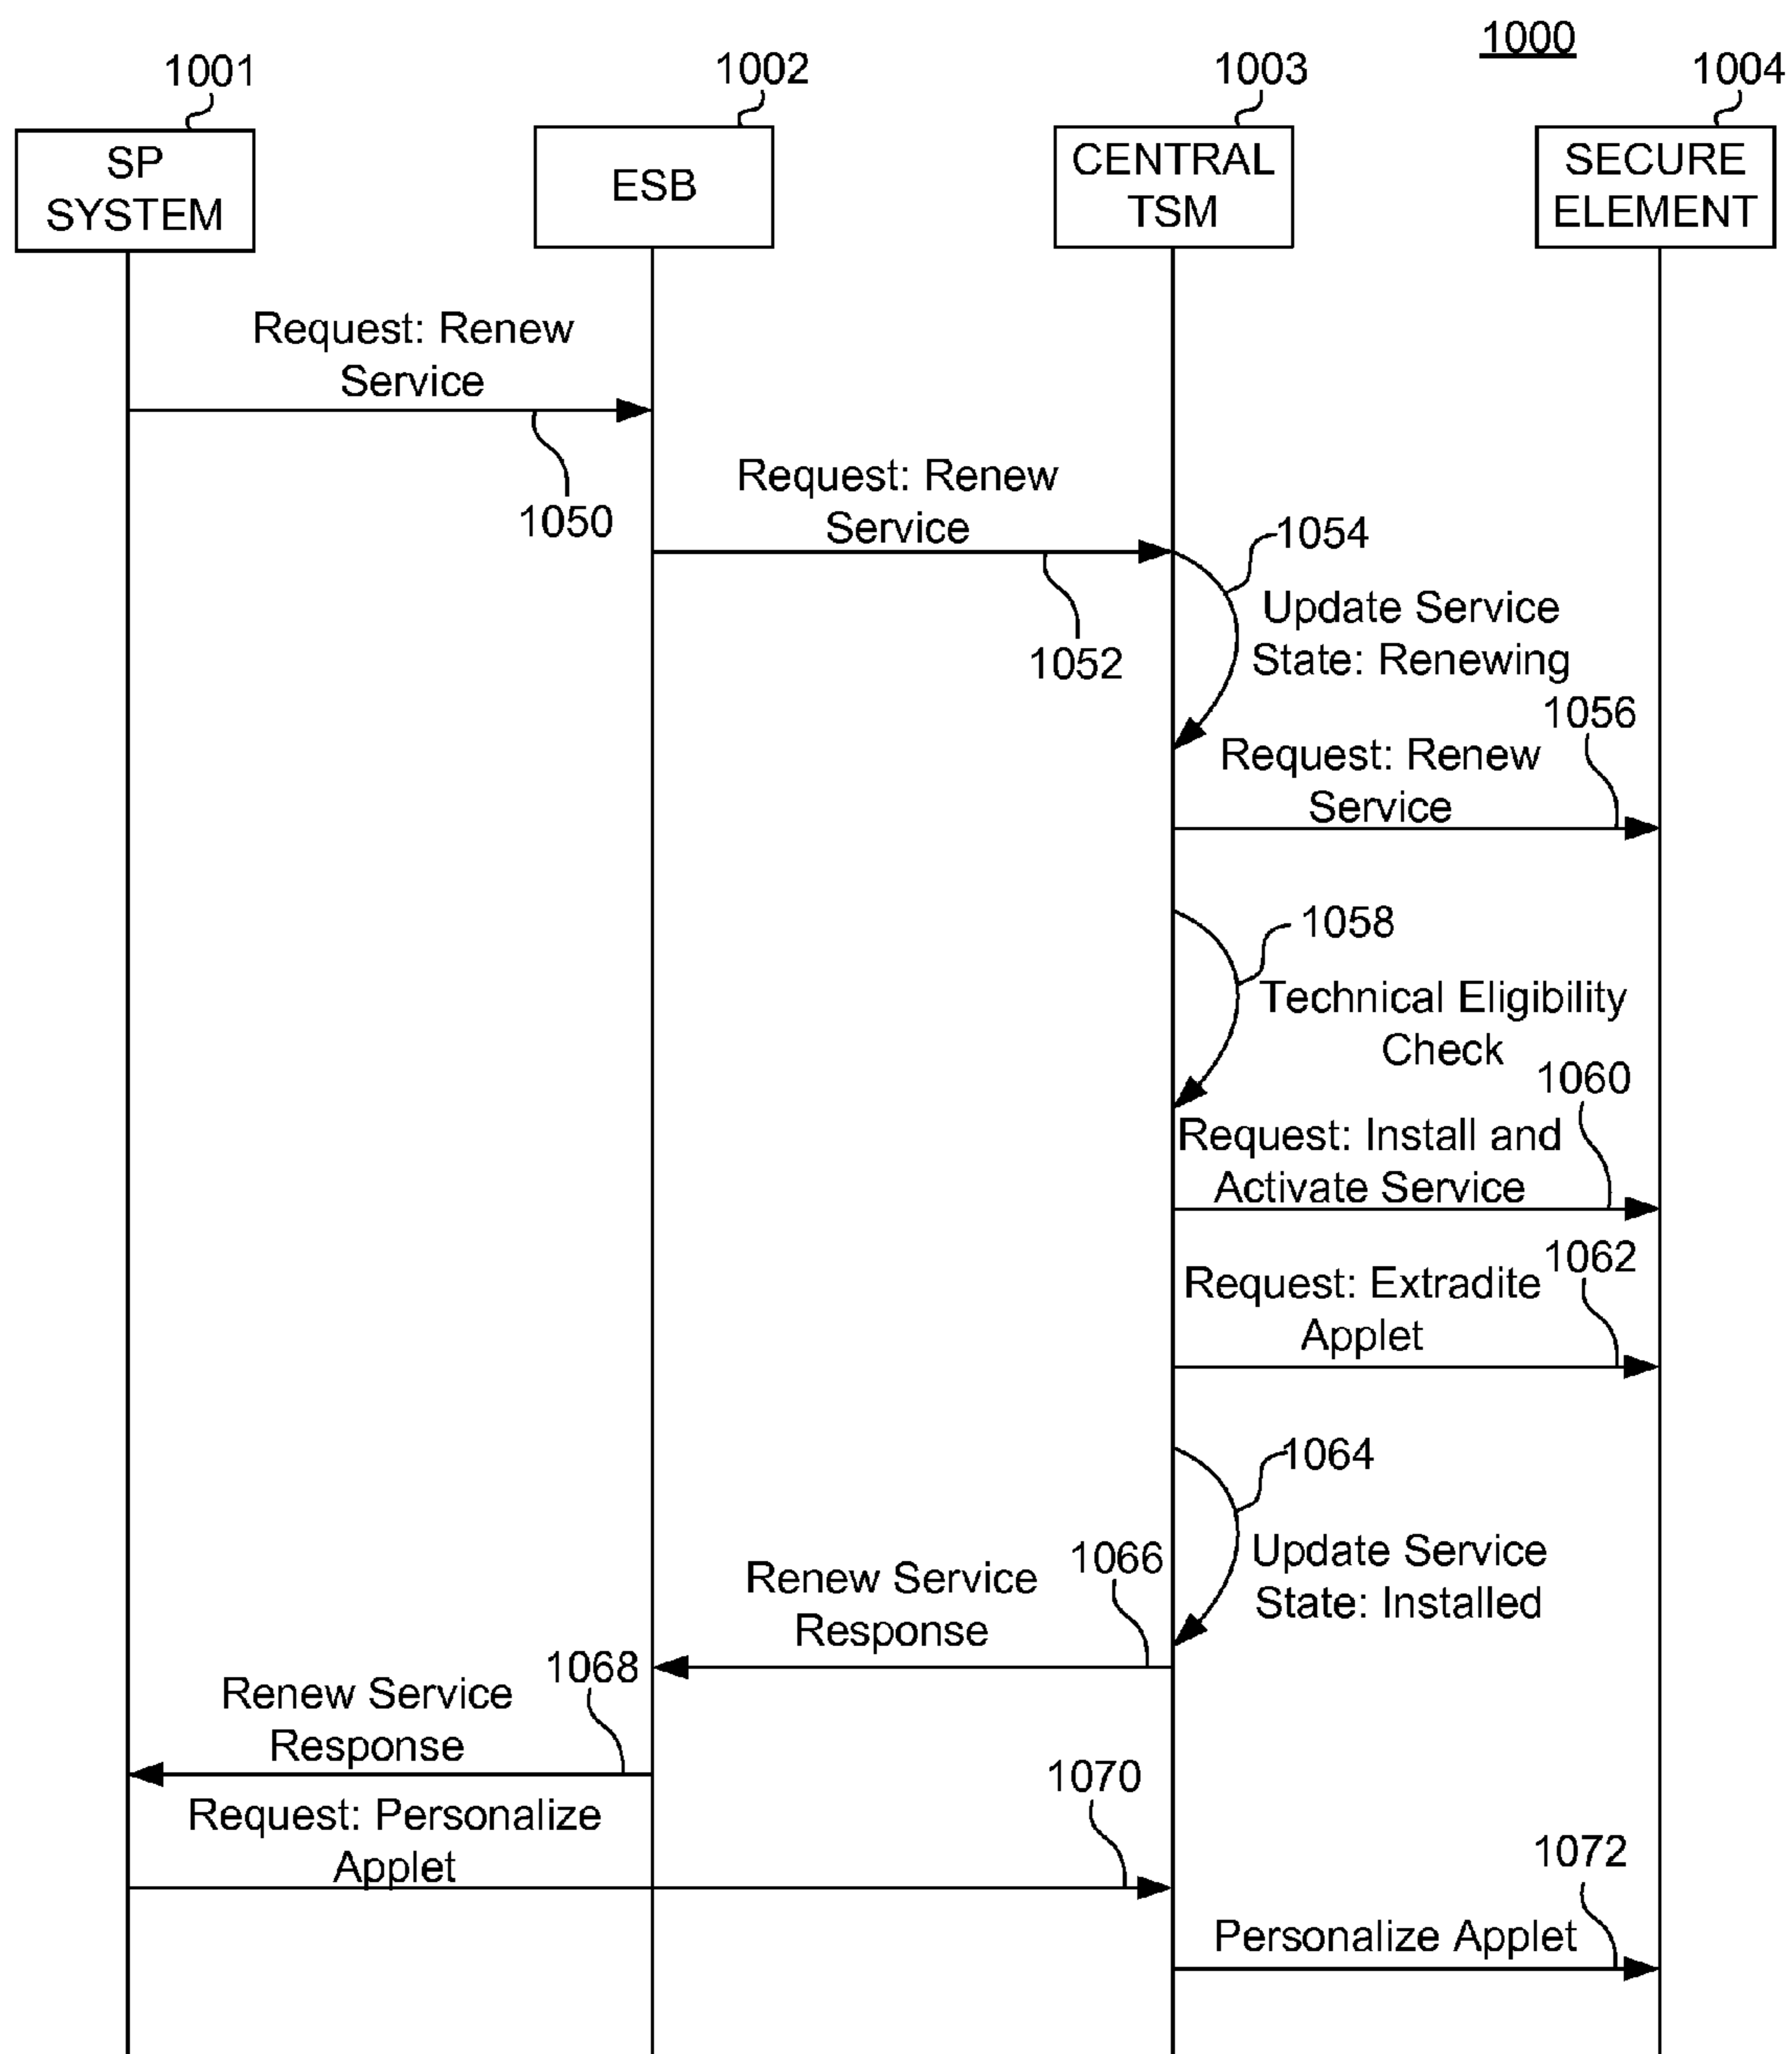 1000
1001
1002
1003
1004
SP
SYSTEM
ESB
CENTRAL
TSM
SECURE
ELEMENT
Request: Renew
Service
1050
Request: Renew
Service
1052
1054
Update Service
State: Renewing
1056
Request: Renew
Service
1058
Technical Eligibility
Check
1060
Request: Install and
Activate Service
1062
Request: Extradite
Applet
1064
Update Service
State: Installed
1066
Renew Service
Response
1068
Renew Service
Response
1070
Request: Personalize
Applet
1072
Personalize Applet